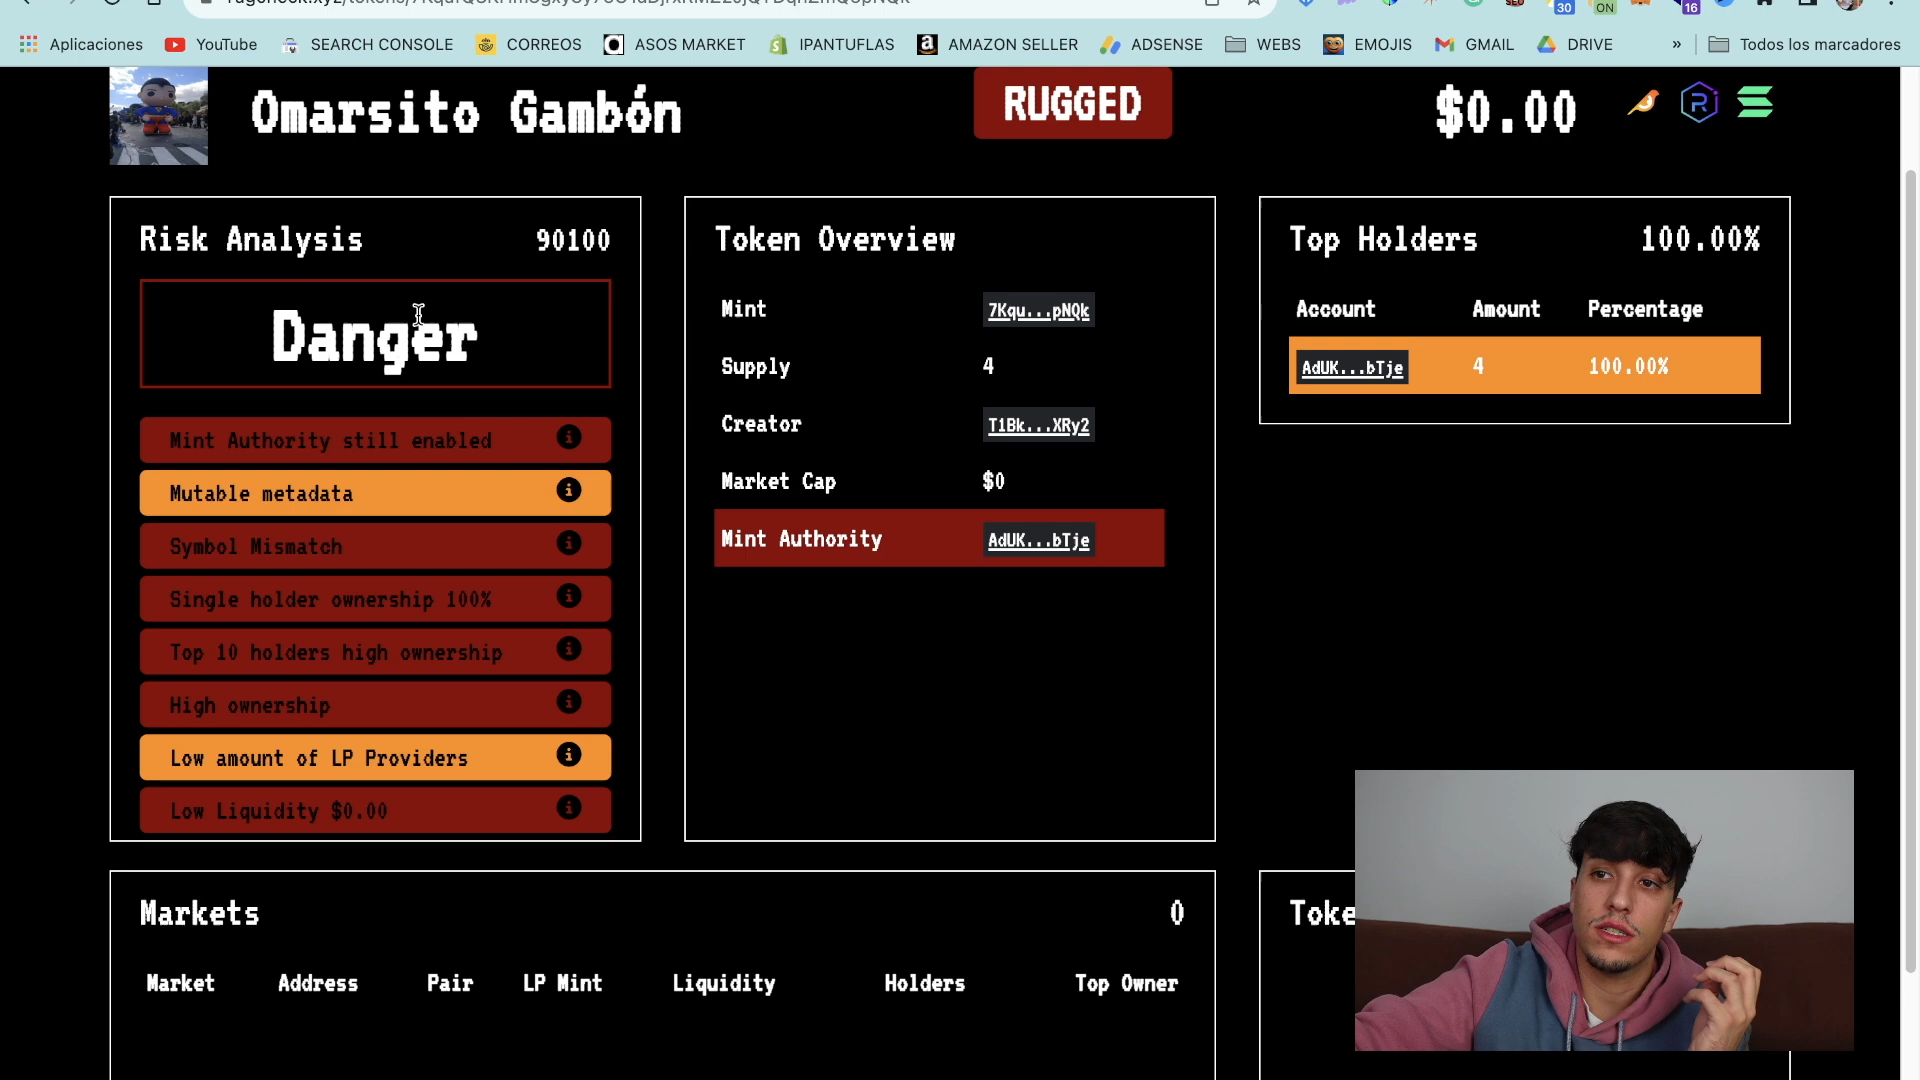 Aplicaciones YouTube SEARCH CONSOLE CORREOS ASOS MARKET IPANTUFLAS AMAZON SELLER ADSENSE WEBS EMOJIS GMAIL DRIVE » Todos los marcadores
30 ON 16
Omarsito Gambón
RUGGED
$0.00
Risk Analysis 90100
Danger
Mint Authority still enabled
Mutable metadata
Symbol Mismatch
Single holder ownership 100%
Top 10 holders high ownership
High ownership
Low amount of LP Providers
Low Liquidity $0.00
Token Overview
Mint 7Kqu...pNQk
Supply 4
Creator T1Bk...XRy2
Market Cap $0
Mint Authority AdUK...bTje
Top Holders 100.00%
Account Amount Percentage
AdUK...bTje 4 100.00%
Markets 0
Market Address Pair LP Mint Liquidity Holders Top Owner
Toke